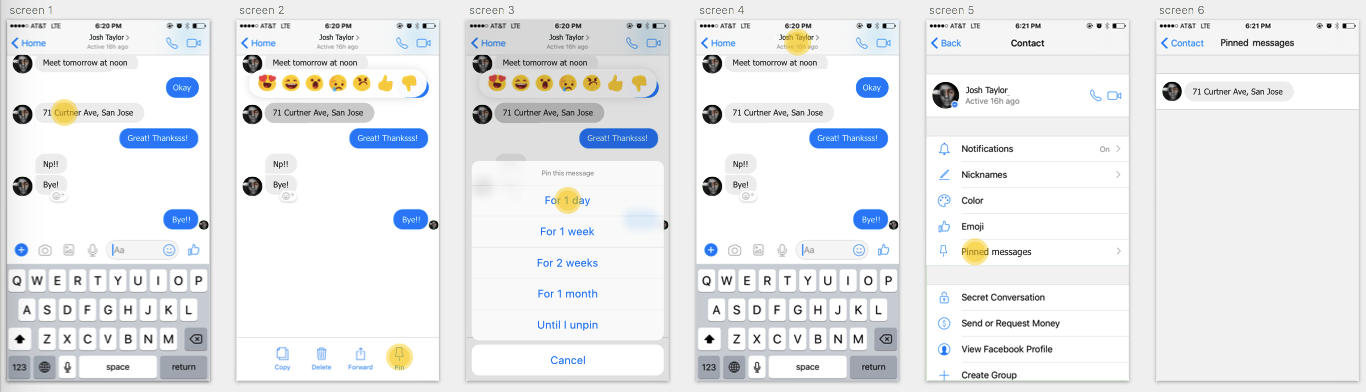 screen 1
AT&T LTE
6:20 PM
Home
Josh Taylor
Active 16h ago
Meet tomorrow at noon
Okay
71 Curtner Ave, San Jose
Great! Thanksss!
Np!!
Bye!
Bye!!
Aa
Q W E R T Y U I O P
A S D F G H J K L
Z X C V B N M
123 space return
screen 2
AT&T LTE
6:20 PM
Home
Josh Taylor
Active 16h ago
Meet tomorrow at noon
71 Curtner Ave, San Jose
Great! Thanksss!
Np!!
Bye!
Bye!!
Copy Delete Forward Pin
screen 3
AT&T LTE
6:20 PM
Home
Josh Taylor
Active 16h ago
Meet tomorrow at noon
71 Curtner Ave, San Jose
Great! Thanksss!
Pin this message
For 1 day
For 1 week
For 2 weeks
For 1 month
Until I unpin
Cancel
screen 4
AT&T LTE
6:20 PM
Home
Josh Taylor
Active 16h ago
Meet tomorrow at noon
Okay
71 Curtner Ave, San Jose
Great! Thanksss!
Np!!
Bye!
Bye!!
Aa
Q W E R T Y U I O P
A S D F G H J K L
Z X C V B N M
123 space return
screen 5
AT&T LTE
6:21 PM
Back
Contact
Josh Taylor
Active 16h ago
Notifications On
Nicknames
Color
Emoji
Pinned messages
Secret Conversation
Send or Request Money
View Facebook Profile
Create Group
screen 6
AT&T LTE
6:21 PM
Contact
Pinned messages
71 Curtner Ave, San Jose